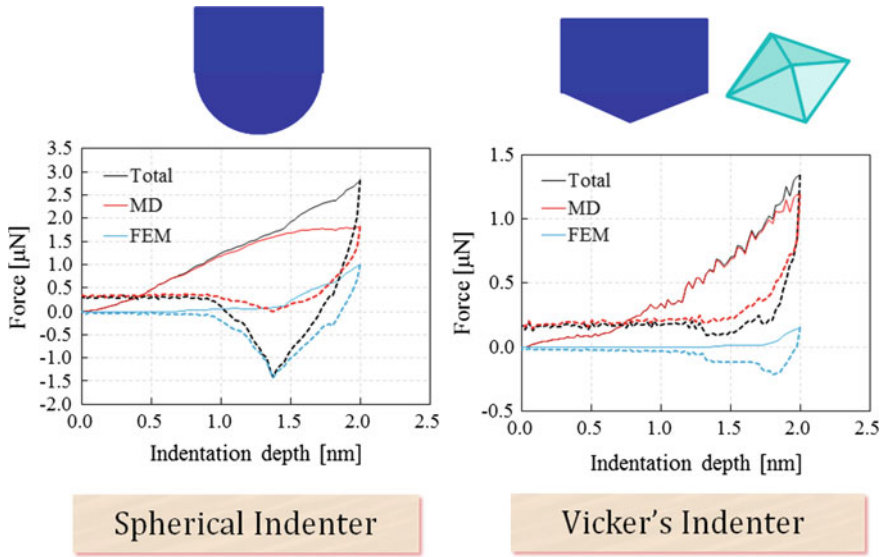 3.5
3.0
2.5
2.0
1.5
1.0
0.5
0.0
-0.5
-1.0
-1.5
-2.0
Force [μN]
Total
MD
FEM
0.0 0.5 1.0 1.5 2.0 2.5
Indentation depth [nm]
Spherical Indenter
1.5
1.0
0.5
0.0
-0.5
Force [μN]
Total
MD
FEM
0.0 0.5 1.0 1.5 2.0 2.5
Indentation depth [nm]
Vicker's Indenter